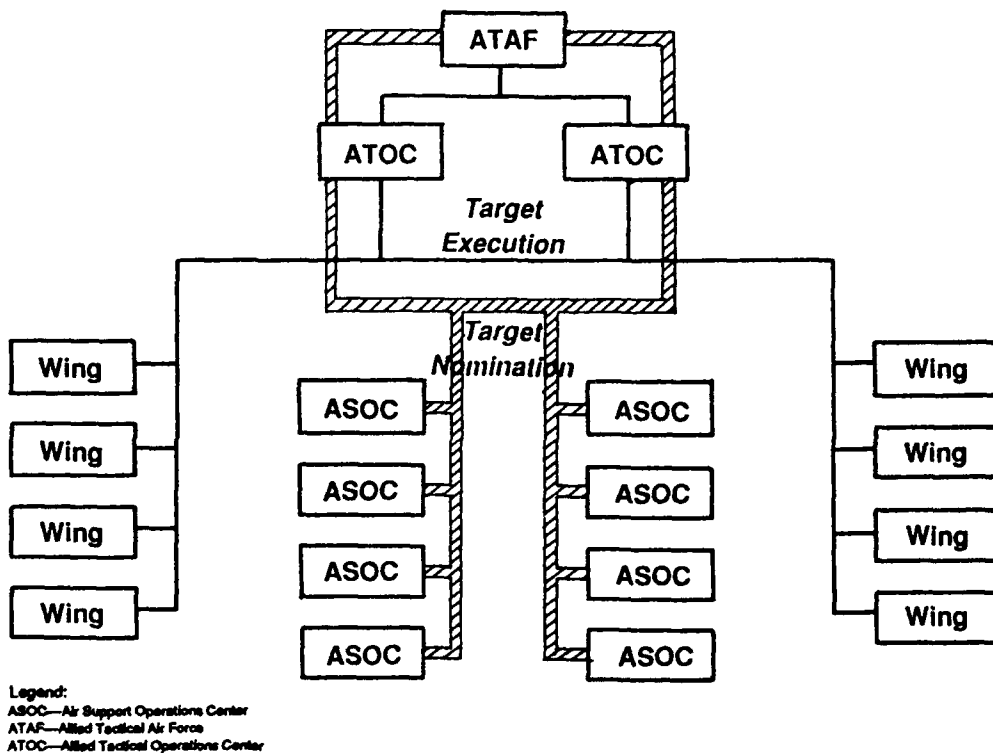 ATAF
ATOC ATOC
Target
Execution
Target
Nomination
Wing Wing
ASOC ASOC
Wing Wing
ASOC ASOC
Wing Wing
ASOC ASOC
Wing Wing
ASOC ASOC
Legend:
ASOC—Air Support Operations Center
ATAF—Allied Tactical Air Force
ATOC—Allied Tactical Operations Center